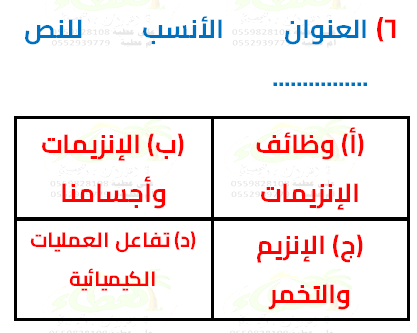 ٦) العنوان الأنسب للنص
................
(أ) وظائف
الإنزيمات
(ب) الإنزيمات
وأجسامنا
(ج) الإنزيم
والتخمر
(د) تفاعل العمليات
الكيميائية